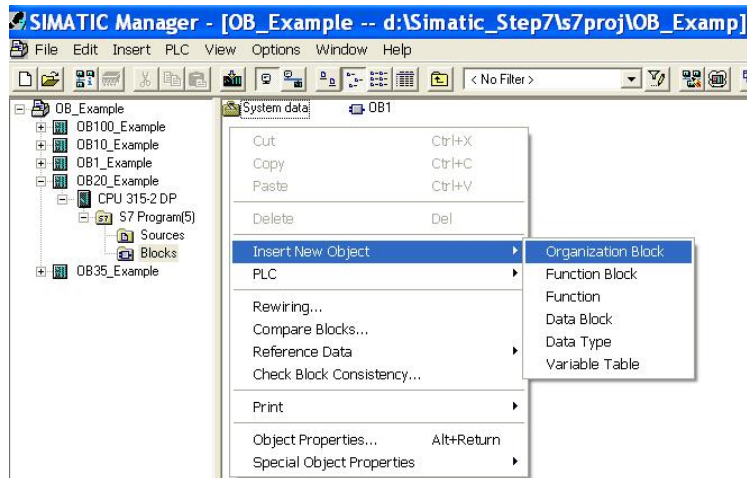 SIMATIC Manager - [OB_Example -- d:\Simatic_Step7\s7proj\OB_Examp]
File Edit Insert PLC View Options Window Help
< No Filter >
OB_Example
OB100_Example
OB10_Example
OB1_Example
OB20_Example
CPU 315-2 DP
S7 Program(5)
Sources
Blocks
OB35_Example
System data OB1
Cut Ctrl+X
Copy Ctrl+C
Paste Ctrl+V
Delete Del
Insert New Object
PLC
Rewiring...
Compare Blocks...
Reference Data
Check Block Consistency...
Print
Object Properties... Alt+Return
Special Object Properties
Organization Block
Function Block
Function
Data Block
Data Type
Variable Table